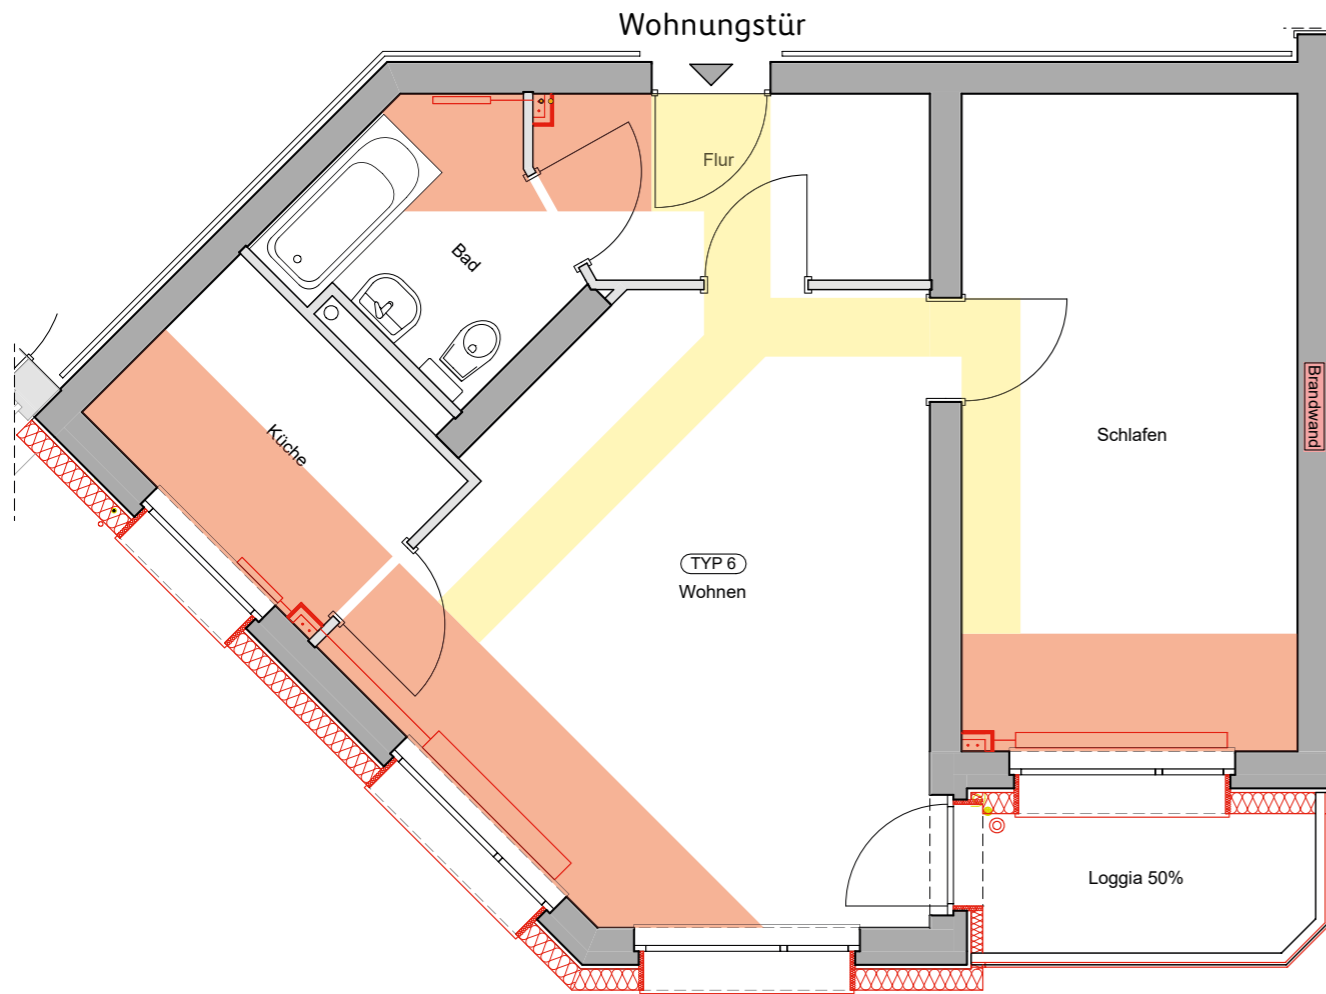 Wohnungstür
Flur
Bad
Küche
Schlafen
Brandwand
TYP 6
Wohnen
Loggia 50%